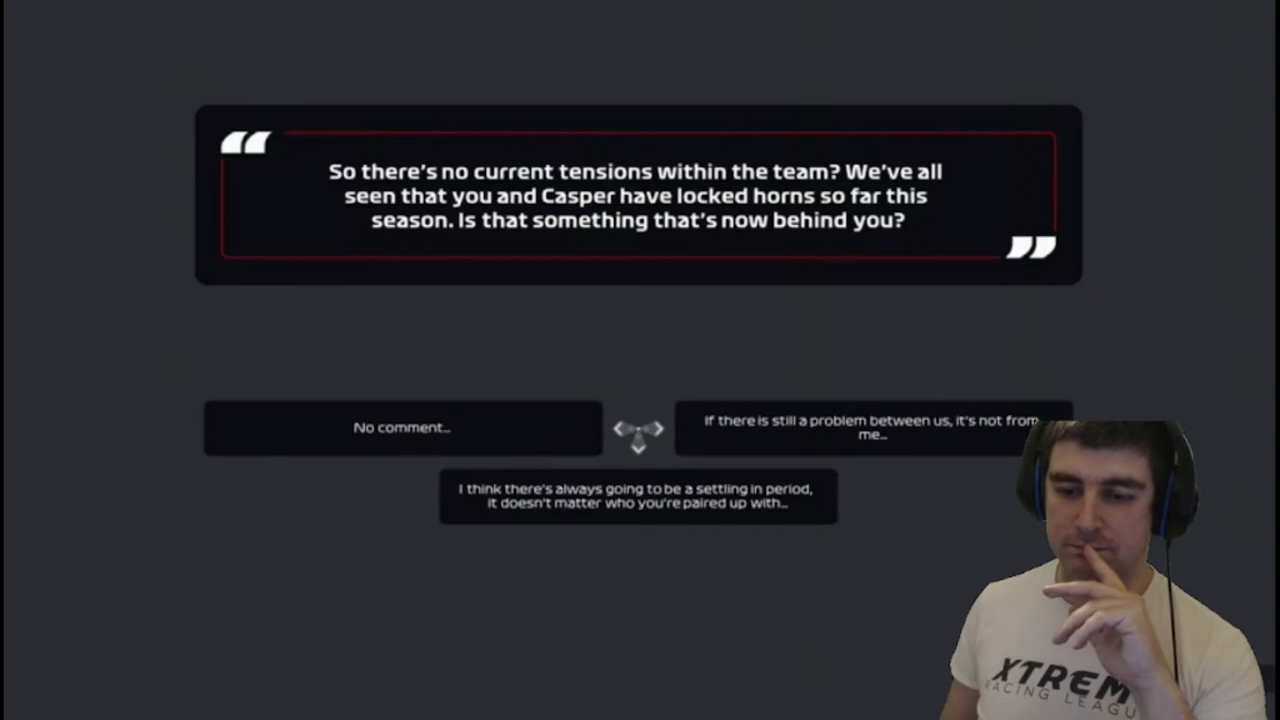 So there's no current tensions within the team? We've all
seen that you and Casper have locked horns so far this
season. Is that something that's now behind you?
No comment...
If there is still a problem between us, it's not from
me...
I think there's always going to be a settling in period,
it doesn't matter who you're paired up with...
XTREM
RACING LEAGU